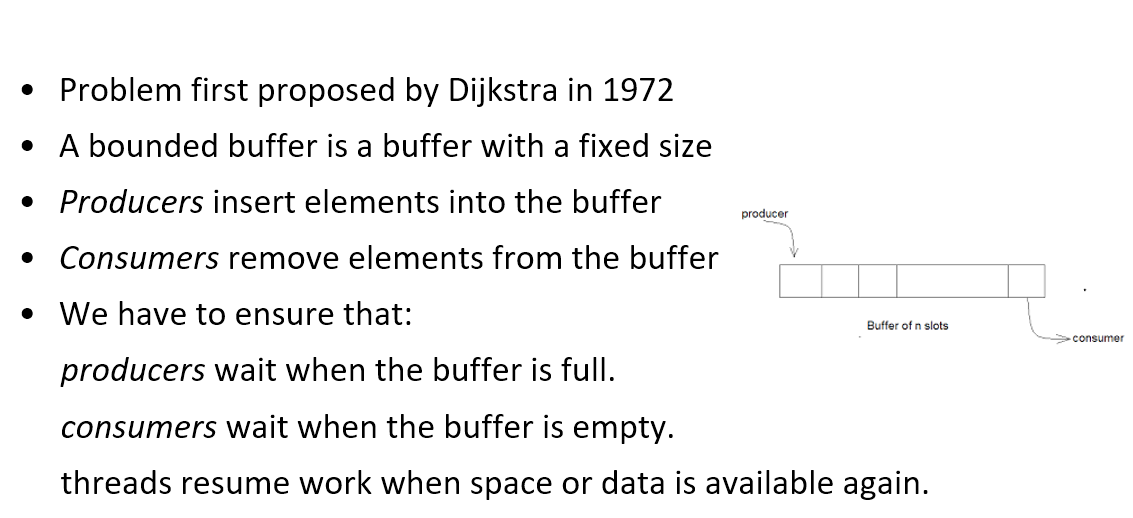 • Problem first proposed by Dijkstra in 1972
• A bounded buffer is a buffer with a fixed size
• Producers insert elements into the buffer
• Consumers remove elements from the buffer
• We have to ensure that:
producers wait when the buffer is full.
consumers wait when the buffer is empty.
threads resume work when space or data is available again.
producer
Buffer of n slots
consumer